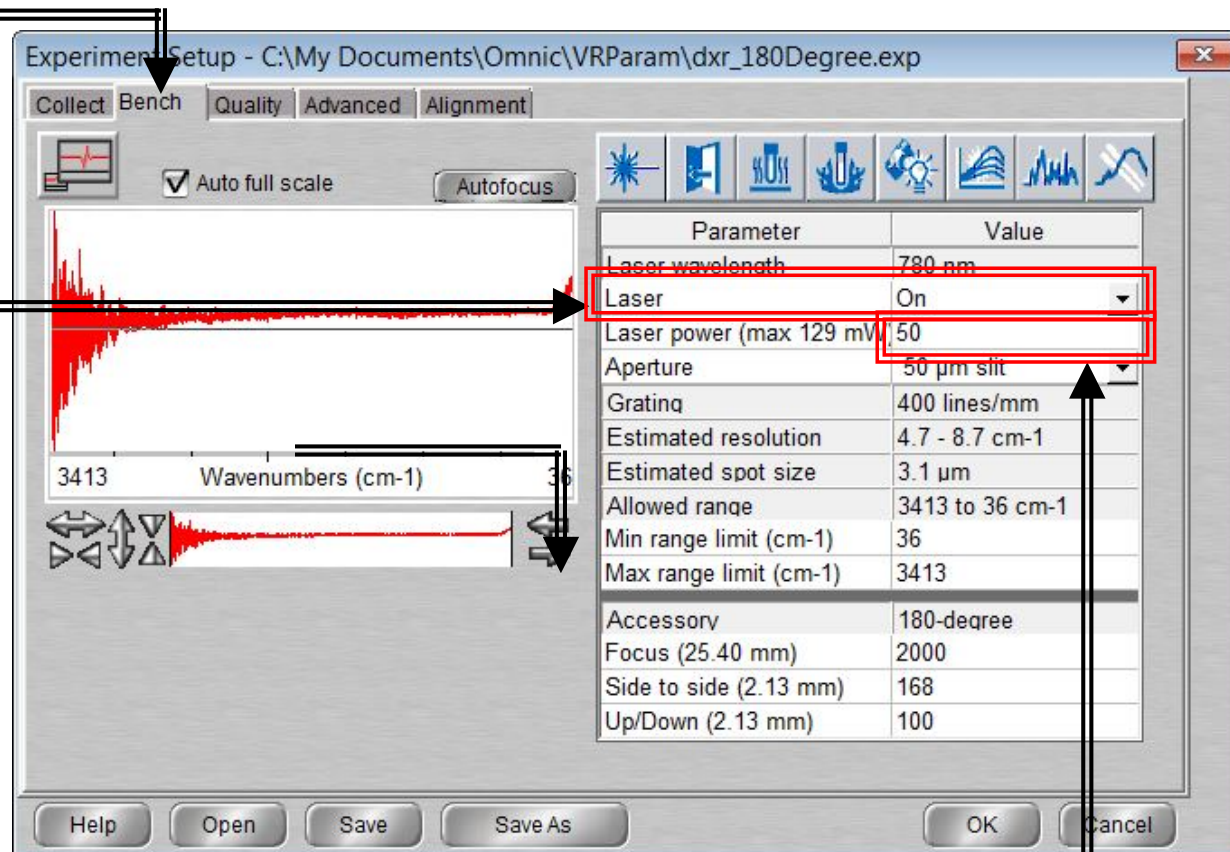 Experiment Setup - C:\My Documents\Omnic\VRParam\dxr_180Degree.exp
Collect Bench Quality Advanced Alignment
Auto full scale
Autofocus
3413 Wavenumbers (cm-1) 36
Parameter Value
Laser wavelength 780 nm
Laser On
Laser power (max 129 mW) 50
Aperture 50 µm slit
Grating 400 lines/mm
Estimated resolution 4.7 - 8.7 cm-1
Estimated spot size 3.1 µm
Allowed range 3413 to 36 cm-1
Min range limit (cm-1) 36
Max range limit (cm-1) 3413
Accessory 180-degree
Focus (25.40 mm) 2000
Side to side (2.13 mm) 168
Up/Down (2.13 mm) 100
Help Open Save Save As OK Cancel